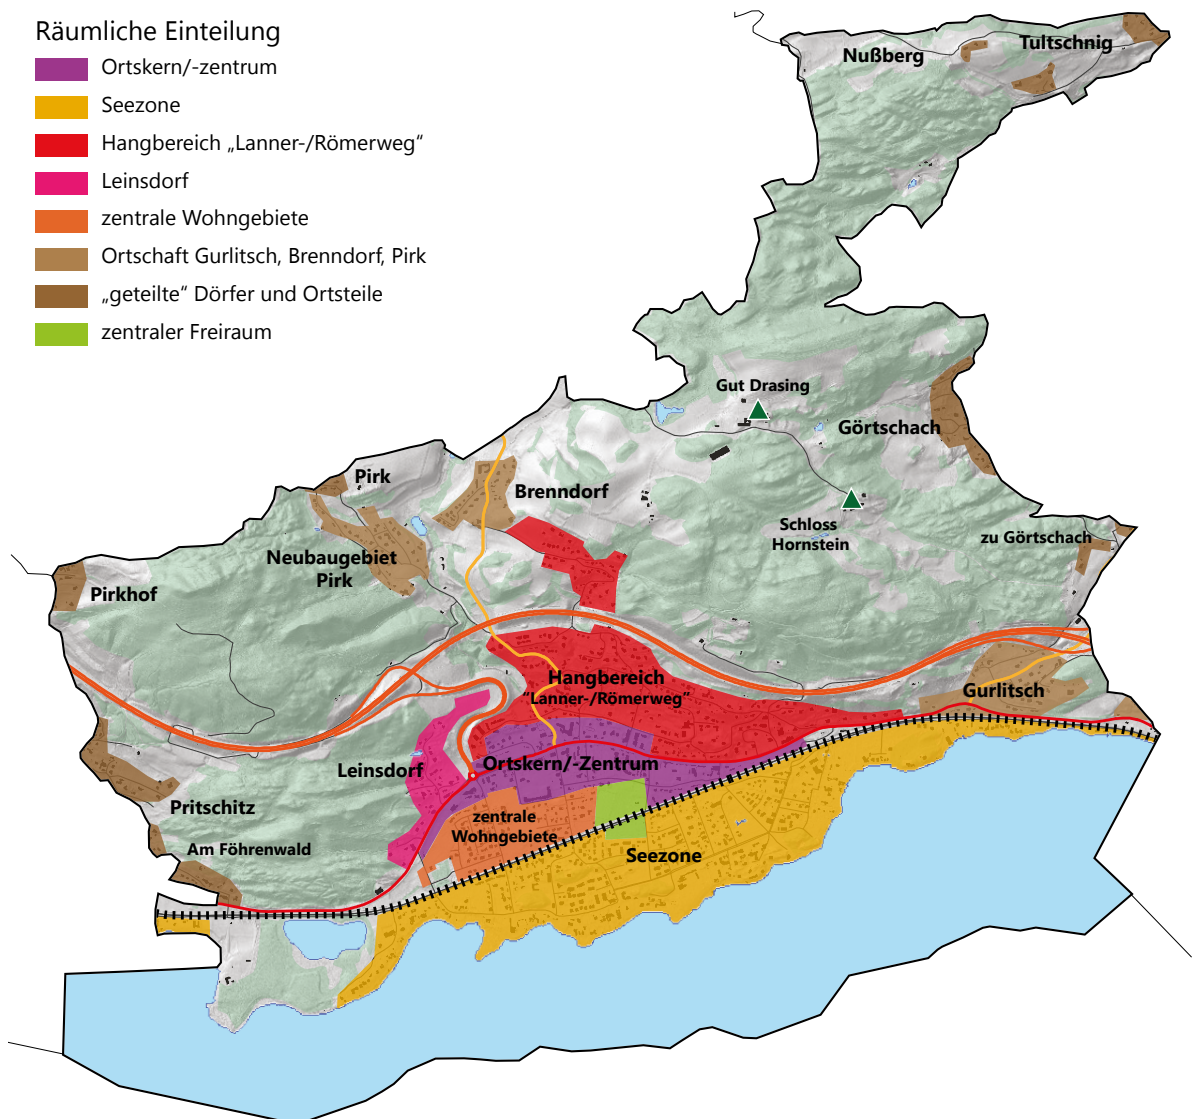 Räumliche Einteilung
Ortskern/-zentrum
Seezone
Hangbereich „Lanner-/Römerweg“
Leinsdorf
zentrale Wohngebiete
Ortschaft Gurlitsch, Brenndorf, Pirk
„geteilte“ Dörfer und Ortsteile
zentraler Freiraum
Tultschnig
Nußberg
Gut Drasing
Görtschach
Pirk
Brenndorf
Schloss
Hornstein
zu Görtschach
Neubaugebiet
Pirk
Pirkhof
Hangbereich
"Lanner-/Römerweg"
Gurlitsch
Leinsdorf
Ortskern/-Zentrum
Pritschitz
zentrale
Wohngebiete
Am Föhrenwald
Seezone